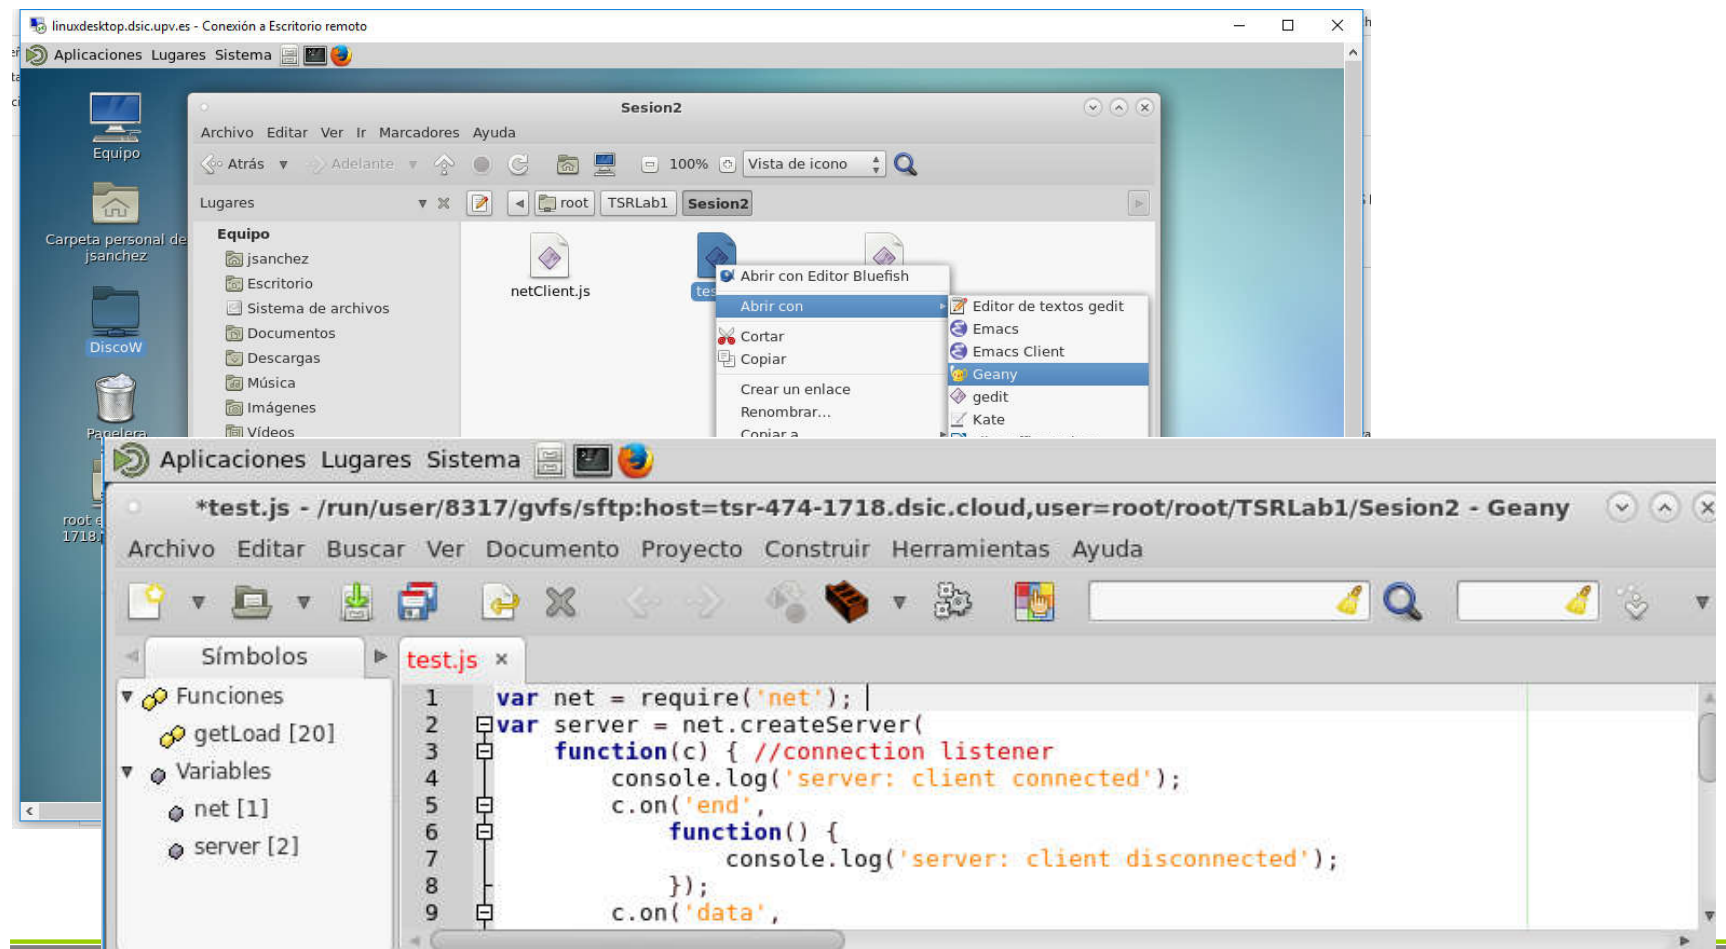 linuxdesktop.dsic.upv.es - Conexión a Escritorio remoto
Aplicaciones Lugares Sistema
Equipo
Carpeta personal de
jsanchez
DiscoW
Papelera
root
1718.
Sesion2
Archivo Editar Ver Ir Marcadores Ayuda
Atrás Adelante 100% Vista de icono
Lugares root TSRLab1 Sesion2
Equipo
jsanchez
Escritorio
Sistema de archivos
Documentos
Descargas
Música
Imágenes
Vídeos
netClient.js
tes
Abrir con Editor Bluefish
Abrir con
Cortar
Copiar
Crear un enlace
Renombrar...
Copiar a
Editor de textos gedit
Emacs
Emacs Client
Geany
gedit
Kate
Aplicaciones Lugares Sistema
*test.js - /run/user/8317/gvfs/sftp:host=tsr-474-1718.dsic.cloud,user=root/root/TSRLab1/Sesion2 - Geany
Archivo Editar Buscar Ver Documento Proyecto Construir Herramientas Ayuda
Símbolos
Funciones
getLoad [20]
Variables
net [1]
server [2]
test.js ×
1 var net = require('net');
2 var server = net.createServer(
3 function(c) { //connection listener
4 console.log('server: client connected');
5 c.on('end',
6 function() {
7 console.log('server: client disconnected');
8 });
9 c.on('data',